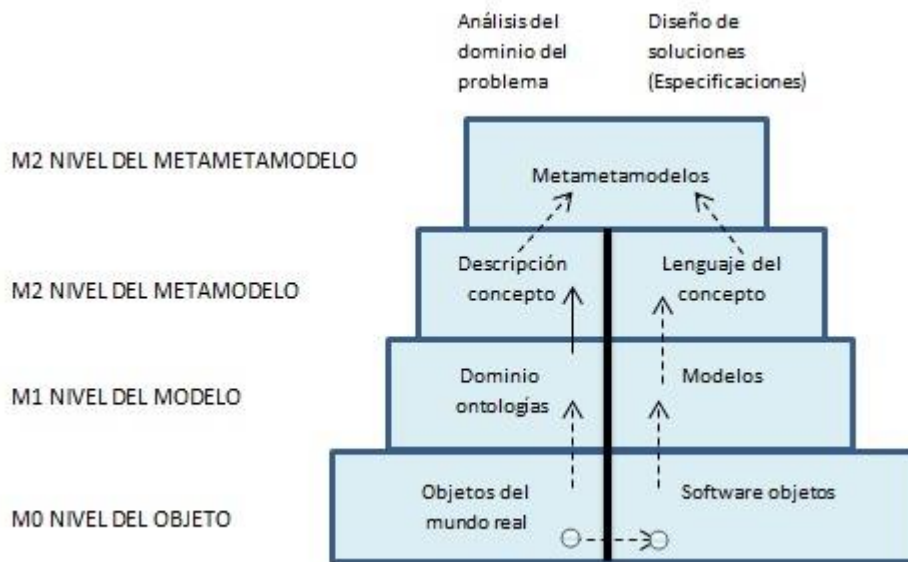 Análisis del
dominio del
problema
Diseño de
soluciones
(Especificaciones)
M2 NIVEL DEL METAMETAMODELO
Metametamodelos
M2 NIVEL DEL METAMODELO
Descripción
concepto
Lenguaje del
concepto
M1 NIVEL DEL MODELO
Dominio
ontologías
Modelos
M0 NIVEL DEL OBJETO
Objetos del
mundo real
Software objetos